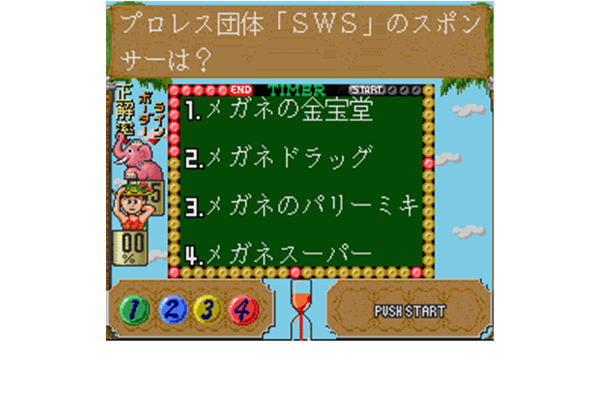 プロレス団体「SWS」のスポン
サーは？
END TIMER START
正解率
ボーダー
ライン
1.メガネの金宝堂
2.メガネドラッグ
3.メガネのパリーミキ
4.メガネスーパー
5
00
%
1 2 3 4
PUSH START